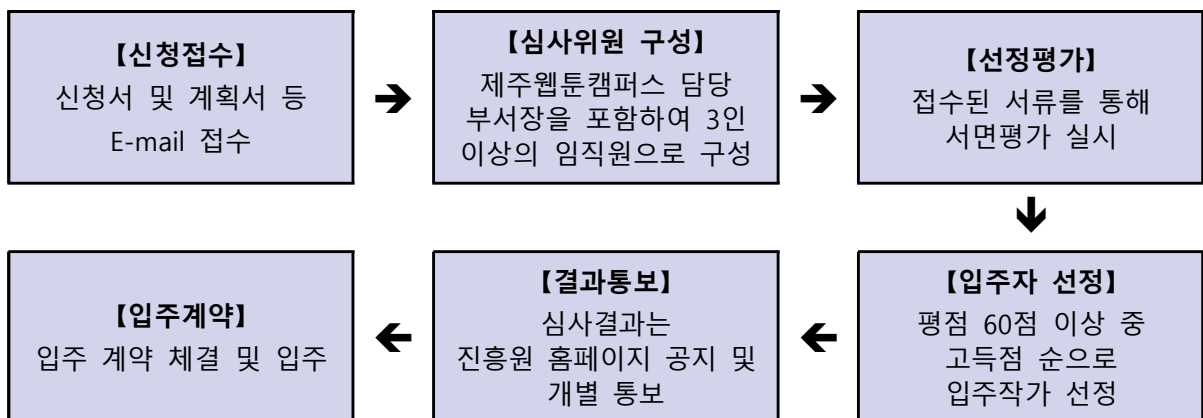 【신청접수】
신청서 및 계획서 등
E-mail 접수
【심사위원 구성】
제주웹툰캠퍼스 담당
부서장을 포함하여 3인
이상의 임직원으로 구성
【선정평가】
접수된 서류를 통해
서면평가 실시
【입주자 선정】
평점 60점 이상 중
고득점 순으로
입주작가 선정
【결과통보】
심사결과는
진흥원 홈페이지 공지 및
개별 통보
【입주계약】
입주 계약 체결 및 입주